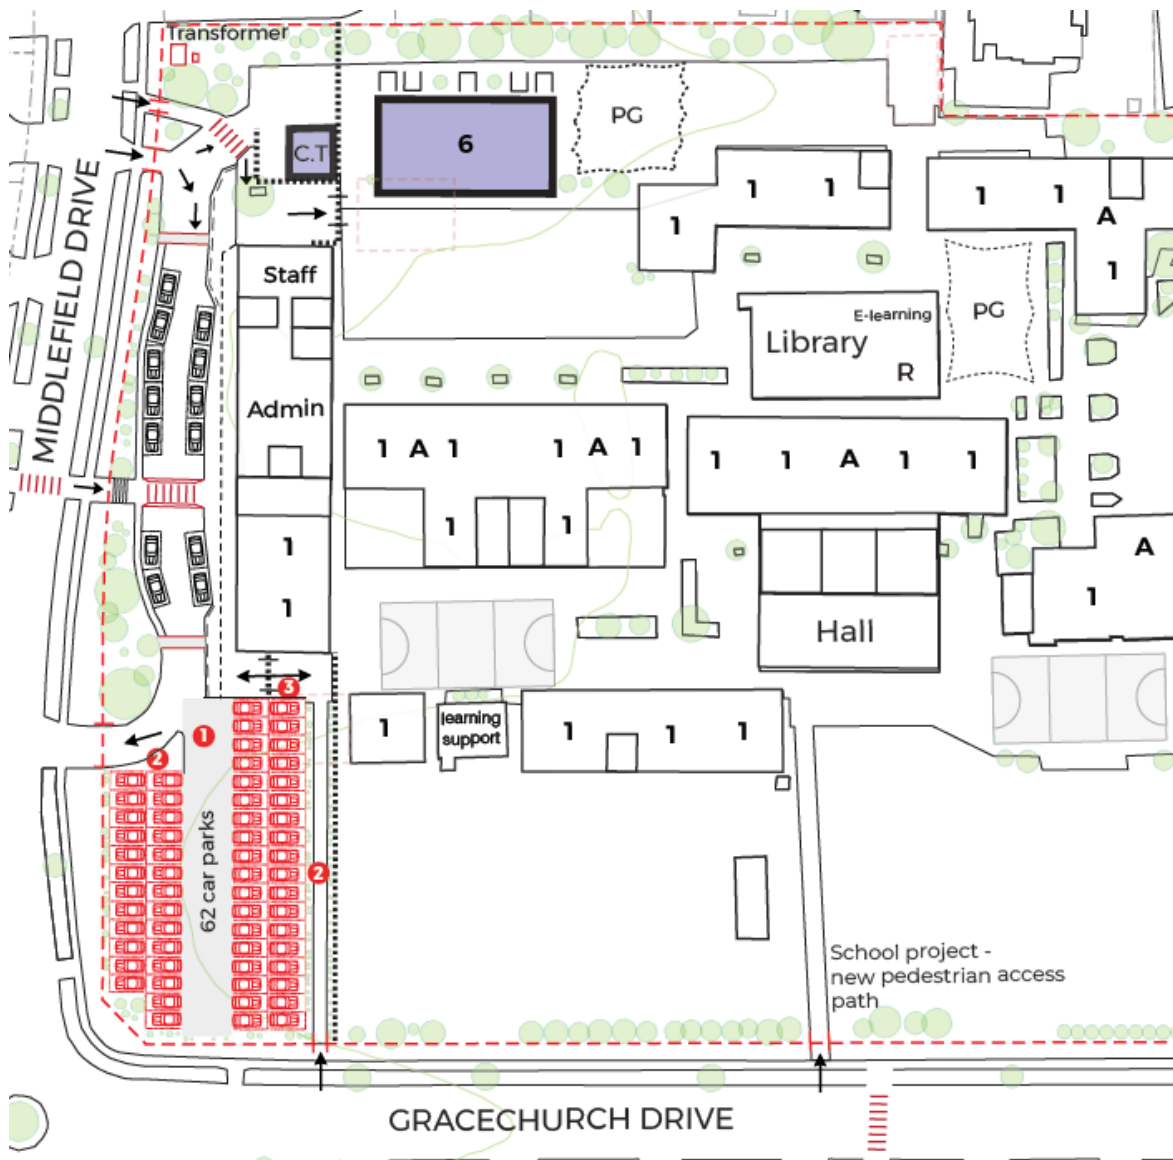 Transformer
6
C.T
PG
1
1
1
1
1
A
1
MIDDLEFIELD DRIVE
Staff
E-learning
Library
R
PG
Admin
1
A
1
1
A
1
1
1
A
1
1
1
1
A
1
1
1
Hall
3
1
2
1
learning
support
1
1
1
62 car parks
2
School project -
new pedestrian access
path
GRACECHURCH DRIVE